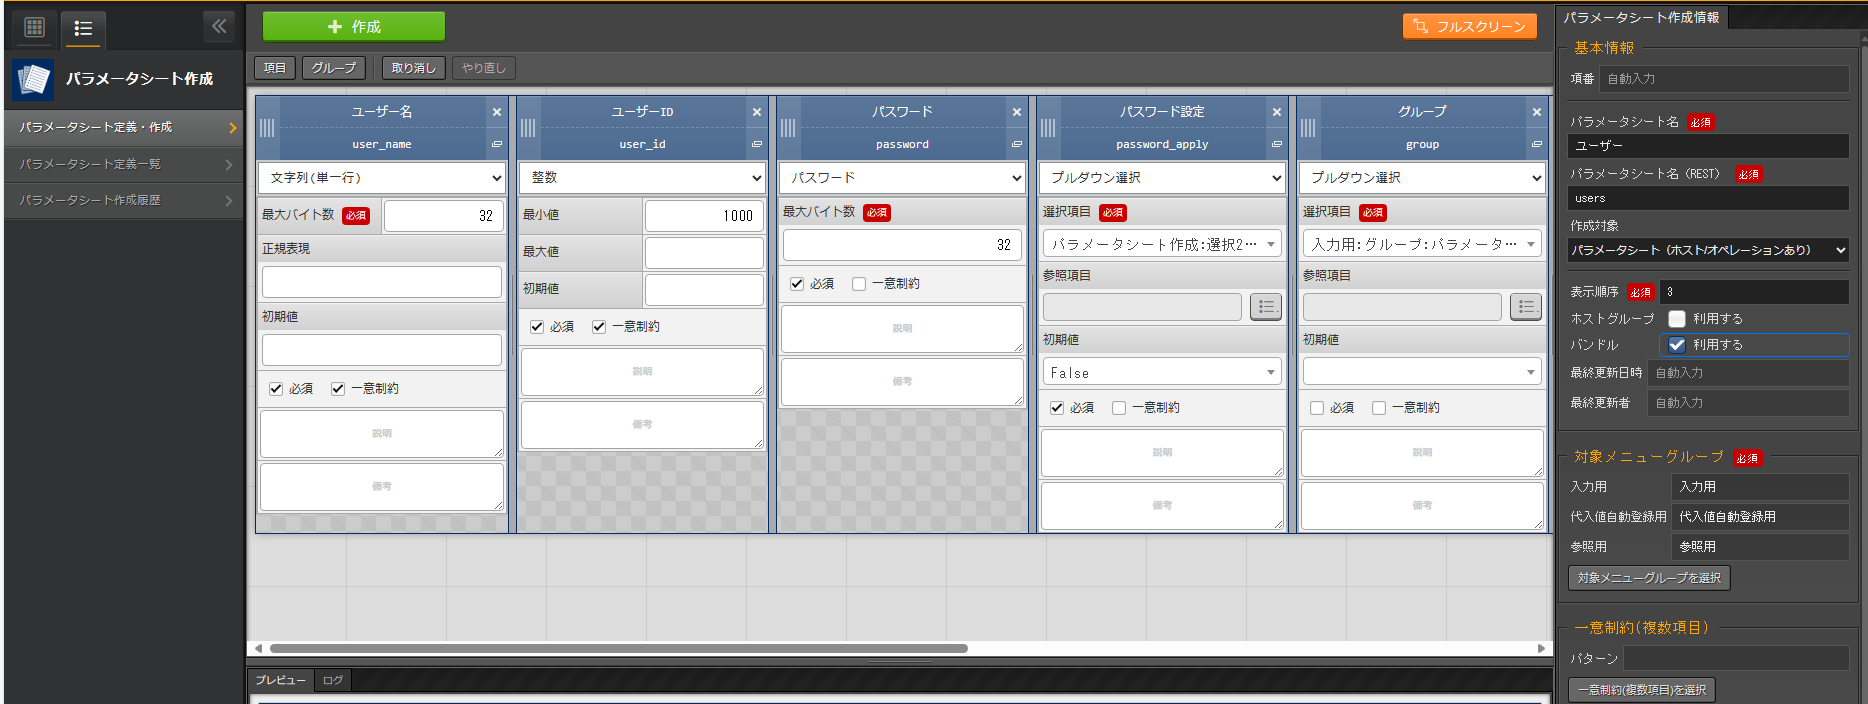 パラメータシート作成
パラメータシート定義・作成
パラメータシート定義一覧
パラメータシート作成履歴
作成
フルスクリーン
項目 グループ 取り消し やり直し
ユーザー名
user_name
文字列(単一行)
最大バイト数 必須 32
正規表現
初期値
必須 一意制約
説明
備考
ユーザーID
user_id
整数
最小値 1000
最大値
初期値
必須 一意制約
説明
備考
パスワード
password
パスワード
最大バイト数 必須
32
必須 一意制約
説明
備考
パスワード設定
password_apply
プルダウン選択
選択項目 必須
パラメータシート作成:選択2…
参照項目
初期値
False
必須 一意制約
説明
備考
グループ
group
プルダウン選択
選択項目 必須
入力用:グループ:パラメータ…
参照項目
初期値
必須 一意制約
説明
備考
プレビュー ログ
パラメータシート作成情報
基本情報
項番 自動入力
パラメータシート名 必須
ユーザー
パラメータシート名(REST) 必須
users
作成対象
パラメータシート(ホスト/オペレーションあり)
表示順序 必須 3
ホストグループ 利用する
バンドル 利用する
最終更新日時 自動入力
最終更新者 自動入力
対象メニューグループ 必須
入力用 入力用
代入値自動登録用 代入値自動登録用
参照用 参照用
対象メニューグループを選択
一意制約(複数項目)
パターン
一意制約(複数項目)を選択